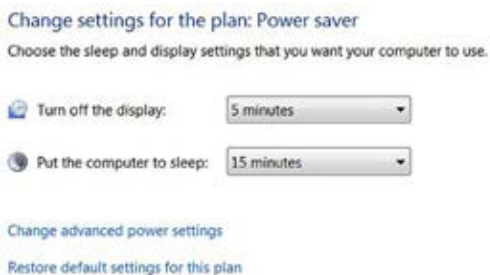 Change settings for the plan: Power saver
Choose the sleep and display settings that you want your computer to use.
Turn off the display: 5 minutes
Put the computer to sleep: 15 minutes
Change advanced power settings
Restore default settings for this plan